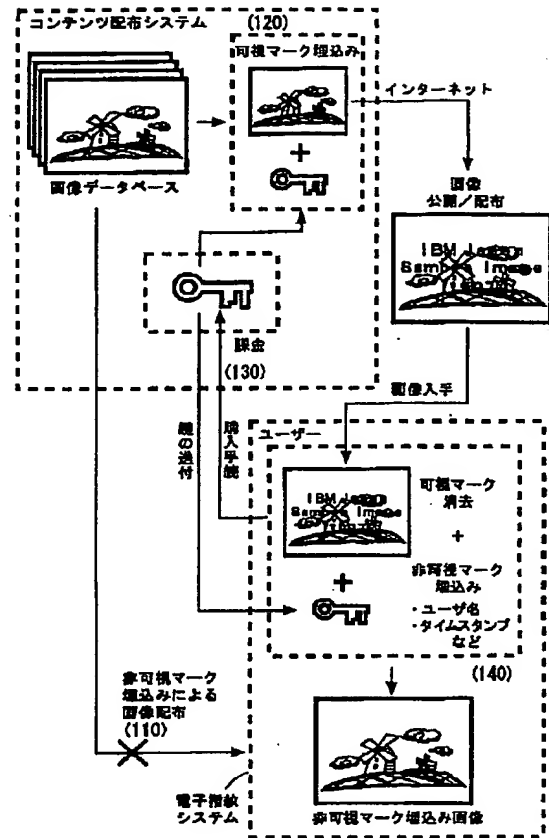 コンテンツ配布システム
(120)
可視マーク埋込み
インターネット
+
画像データベース
画像
公開/配布
IBM
Sample Image
課金
(130)
画像入手
鍵の送付
購入手続
ユーザー
IBM
Sample Image
可視マーク
消去
+
非可視マーク
埋込み
・ユーザ名
・タイムスタンプ
など
+
(140)
非可視マーク
埋込みによる
画像配布
(110)
電子指紋
システム
非可視マーク埋込み画像